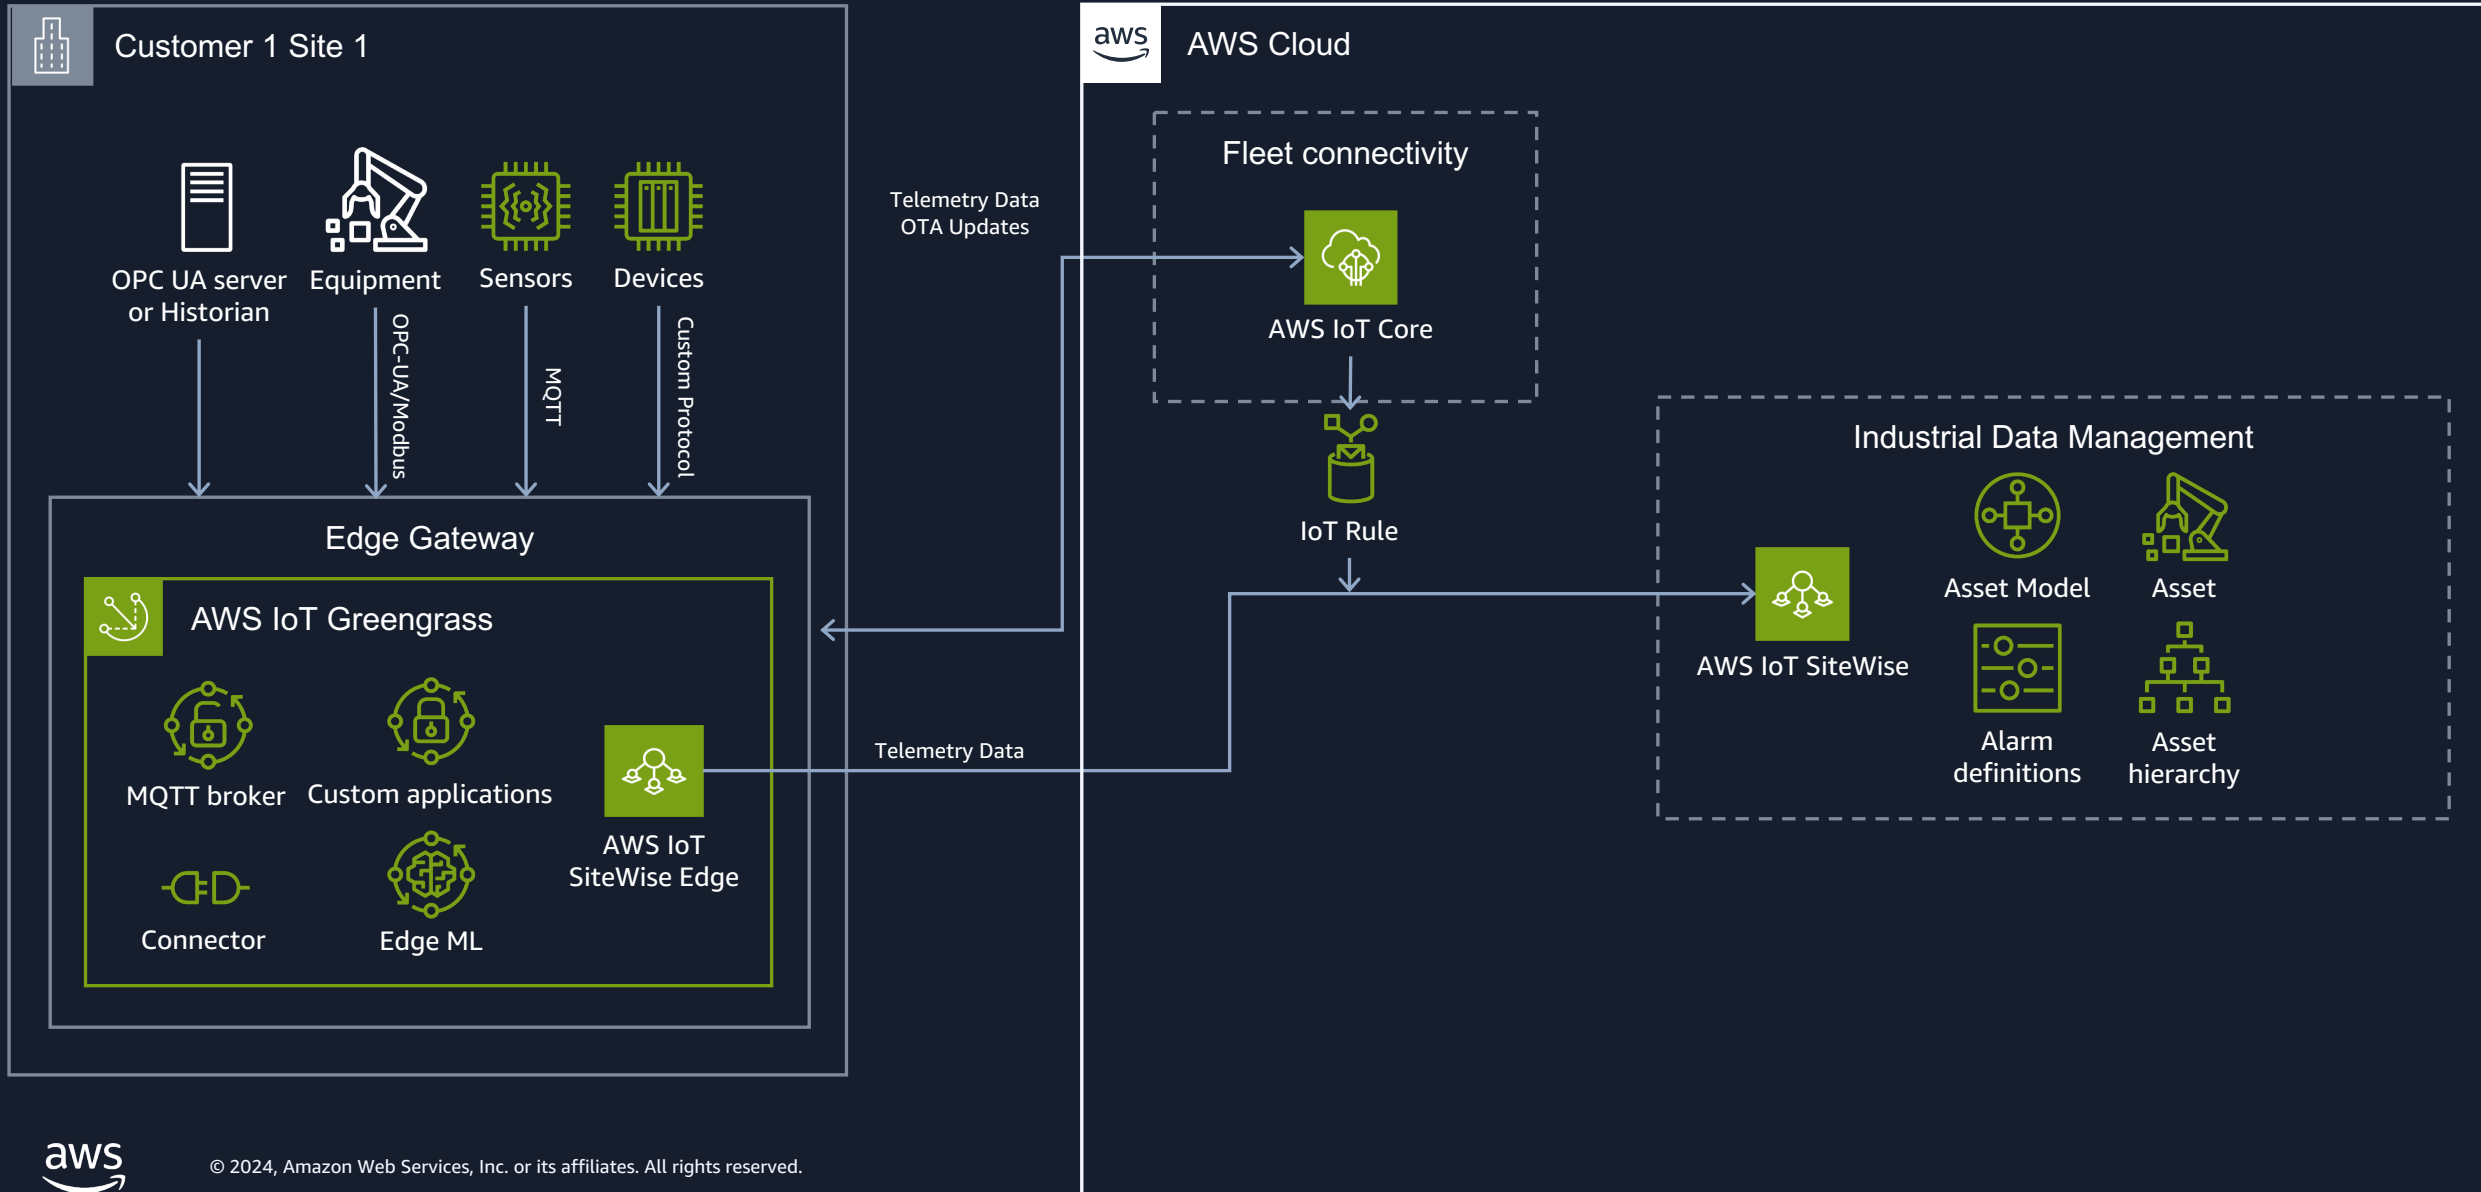 Customer 1 Site 1
OPC UA server
or Historian
Equipment
Sensors
Devices
OPC-UA/Modbus
MQTT
Custom Protocol
Edge Gateway
AWS IoT Greengrass
MQTT broker
Custom applications
Connector
Edge ML
AWS IoT
SiteWise Edge
Telemetry Data
OTA Updates
Telemetry Data
aws
AWS Cloud
Fleet connectivity
AWS IoT Core
IoT Rule
Industrial Data Management
AWS IoT SiteWise
Asset Model
Asset
Alarm
definitions
Asset
hierarchy
aws
© 2024, Amazon Web Services, Inc. or its affiliates. All rights reserved.